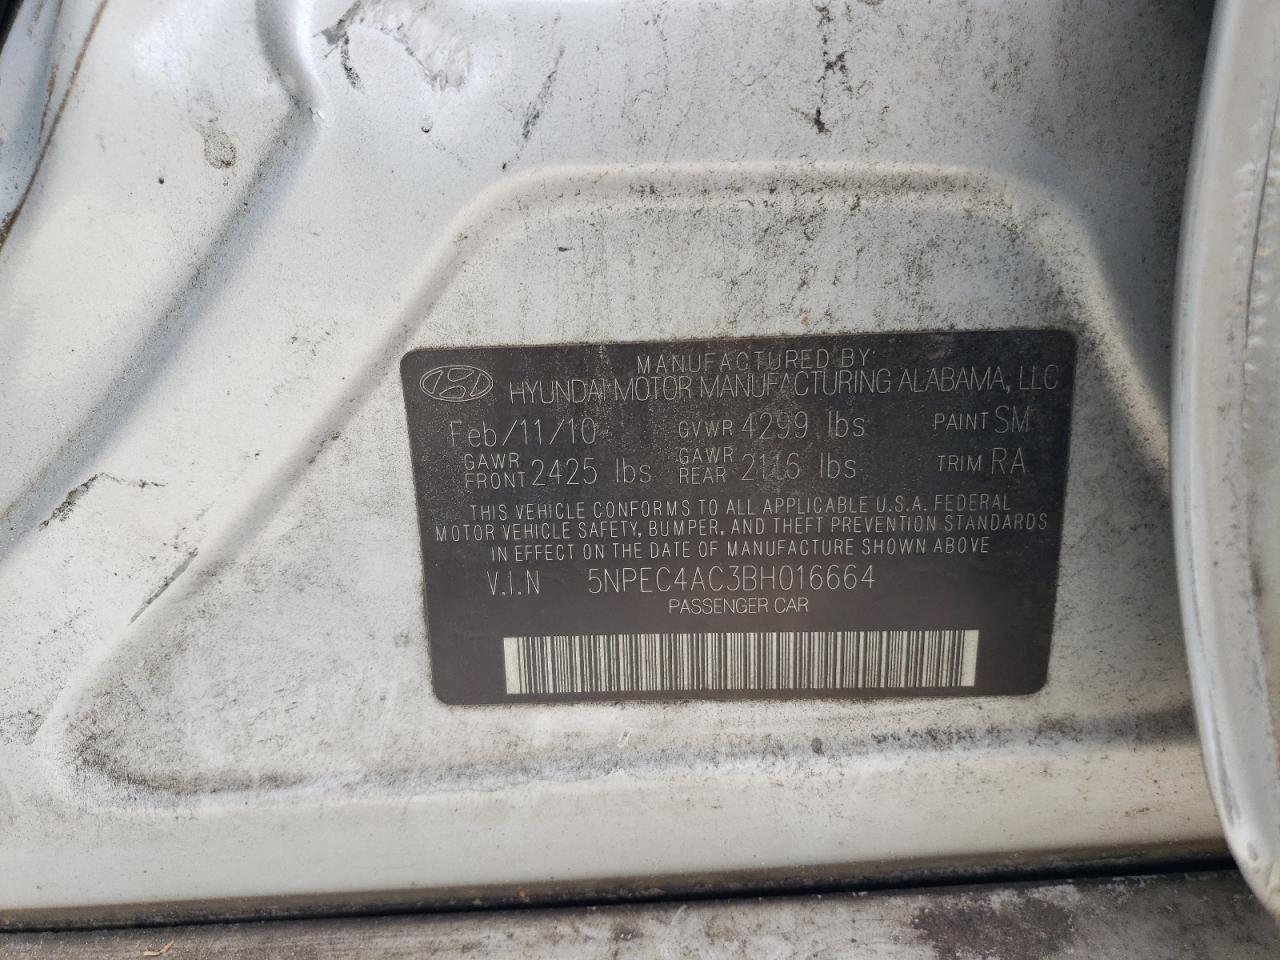 MANUFACTURED BY:
HYUNDAI MOTOR MANUFACTURING ALABAMA, LLC
Feb/11/10 GVWR 4299 lbs PAINT SM
GAWR FRONT 2425 lbs GAWR REAR 2116 lbs TRIM RA
THIS VEHICLE CONFORMS TO ALL APPLICABLE U.S.A. FEDERAL
MOTOR VEHICLE SAFETY, BUMPER, AND THEFT PREVENTION STANDARDS
IN EFFECT ON THE DATE OF MANUFACTURE SHOWN ABOVE
V.I.N 5NPEC4AC3BH016664
PASSENGER CAR